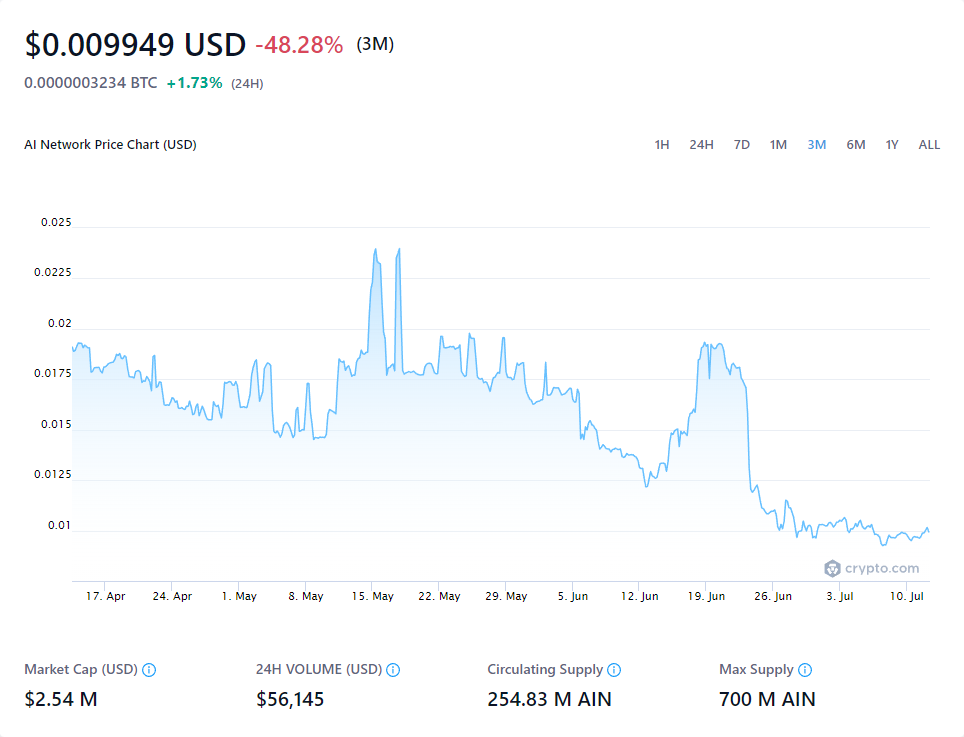 $0.009949 USD -48.28% (3M)
0.0000003234 BTC +1.73% (24H)
AI Network Price Chart (USD) 1H 24H 7D 1M 3M 6M 1Y ALL
0.025
0.0225
0.02
0.0175
0.015
0.0125
0.01
crypto.com
17. Apr 24. Apr 1. May 8. May 15. May 22. May 29. May 5. Jun 12. Jun 19. Jun 26. Jun 3. Jul 10. Jul
Market Cap (USD) 24H VOLUME (USD) Circulating Supply Max Supply
$2.54 M $56,145 254.83 M AIN 700 M AIN